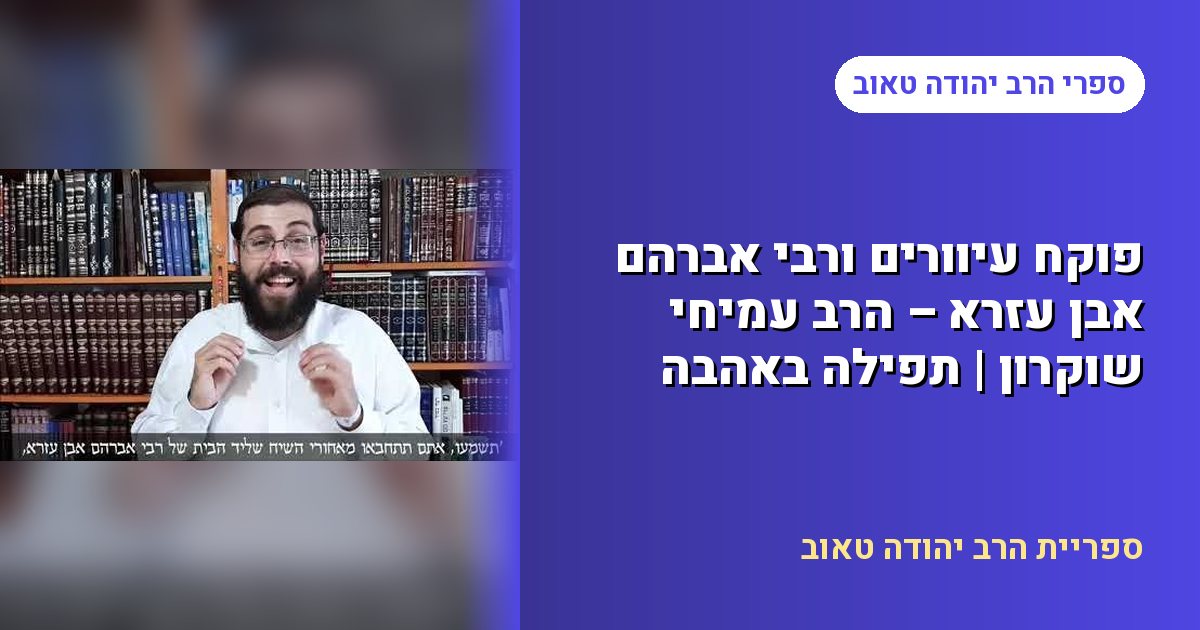 ספרי הרב יהודה טאוב
פוקח עיוורים ורבי אברהם
אבן עזרא – הרב עמיחי
שוקרון | תפילה באהבה
'תשמעו, אתם תתחבאו מאחורי השיח שליד הבית של רבי אברהם אבן עזרא,
ספריית הרב יהודה טאוב